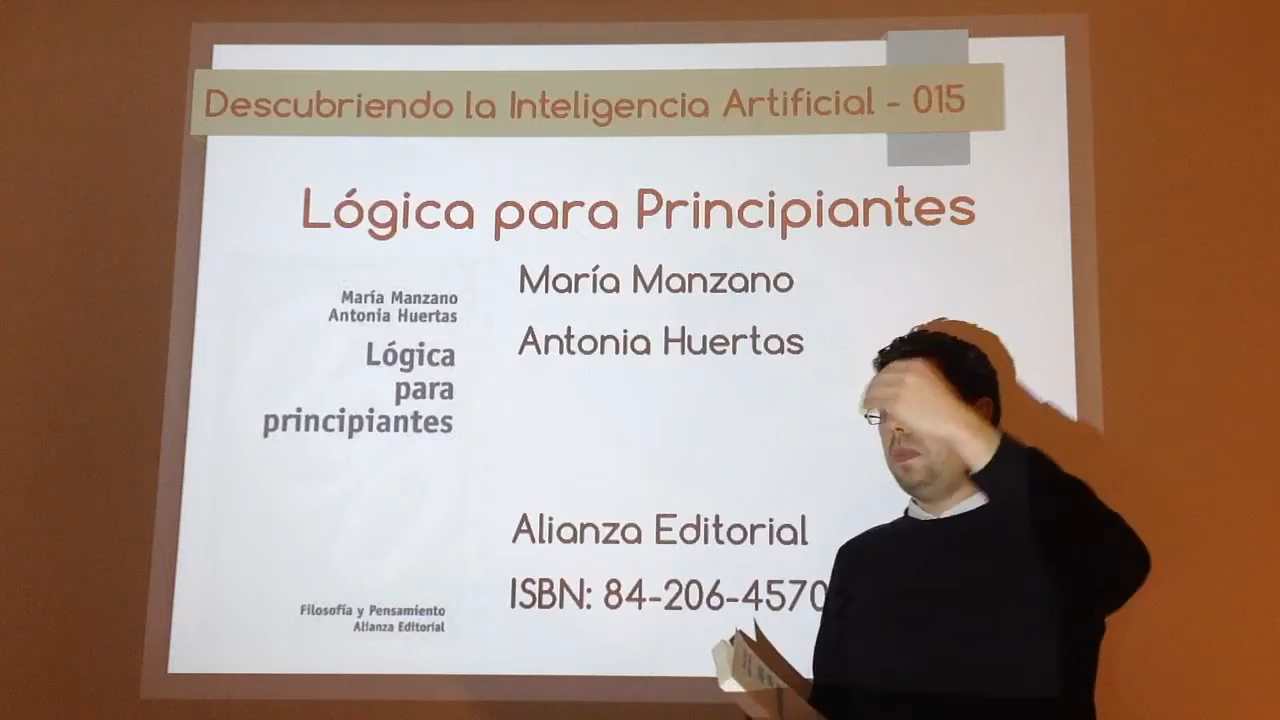 Descubriendo la Inteligencia Artificial - 015
Lógica para Principiantes
María Manzano
Antonia Huertas
María Manzano
Antonia Huertas
Lógica
para
principiantes
Alianza Editorial
ISBN: 84-206-4570
Filosofía y Pensamiento
Alianza Editorial